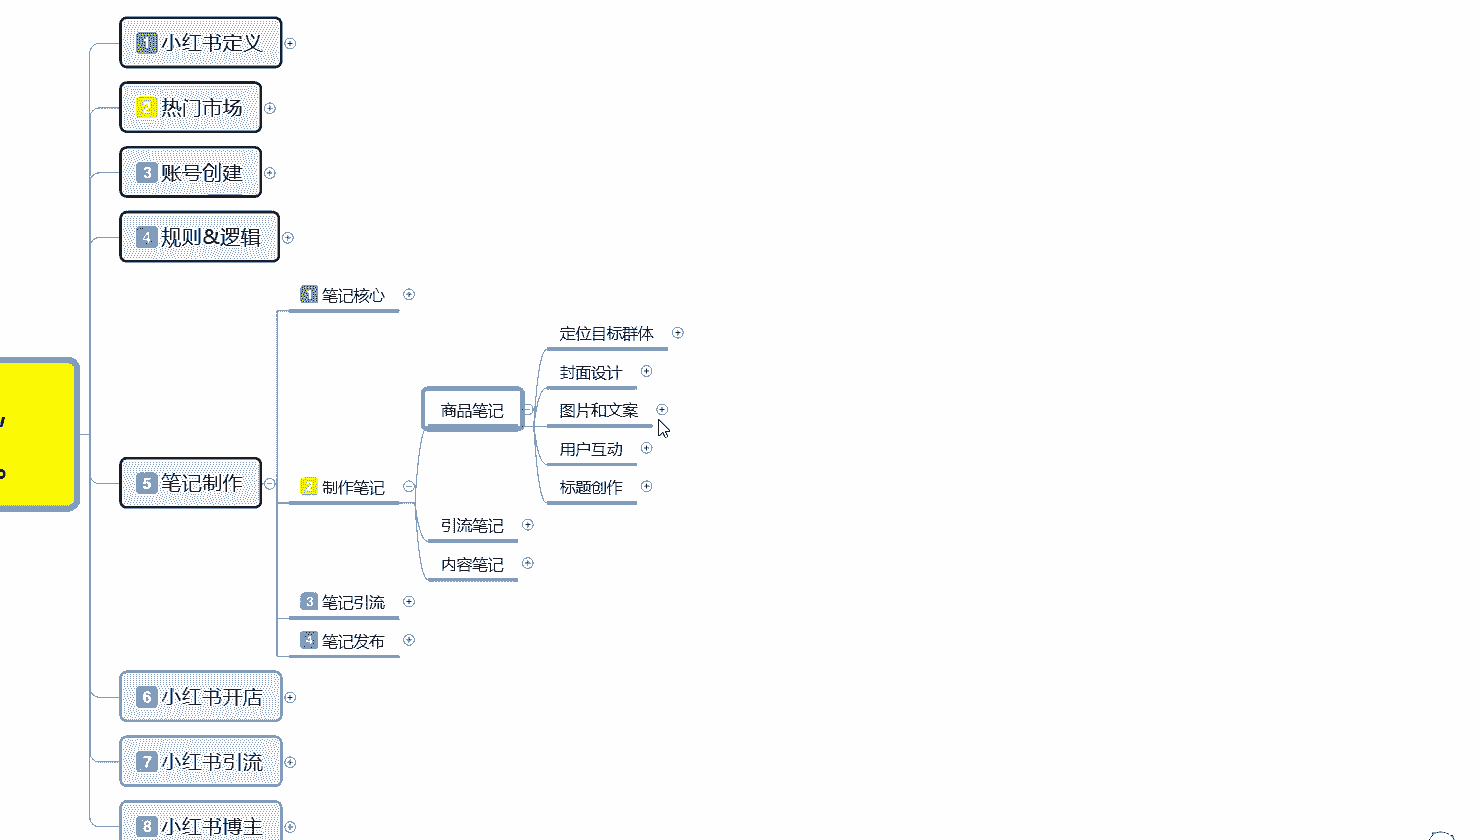 1 小红书定义
2 热门市场
3 账号创建
4 规则&逻辑
5 笔记制作
1 笔记核心
2 制作笔记
商品笔记
定位目标群体
封面设计
图片和文案
用户互动
标题创作
引流笔记
内容笔记
3 笔记引流
4 笔记发布
6 小红书开店
7 小红书引流
8 小红书博主